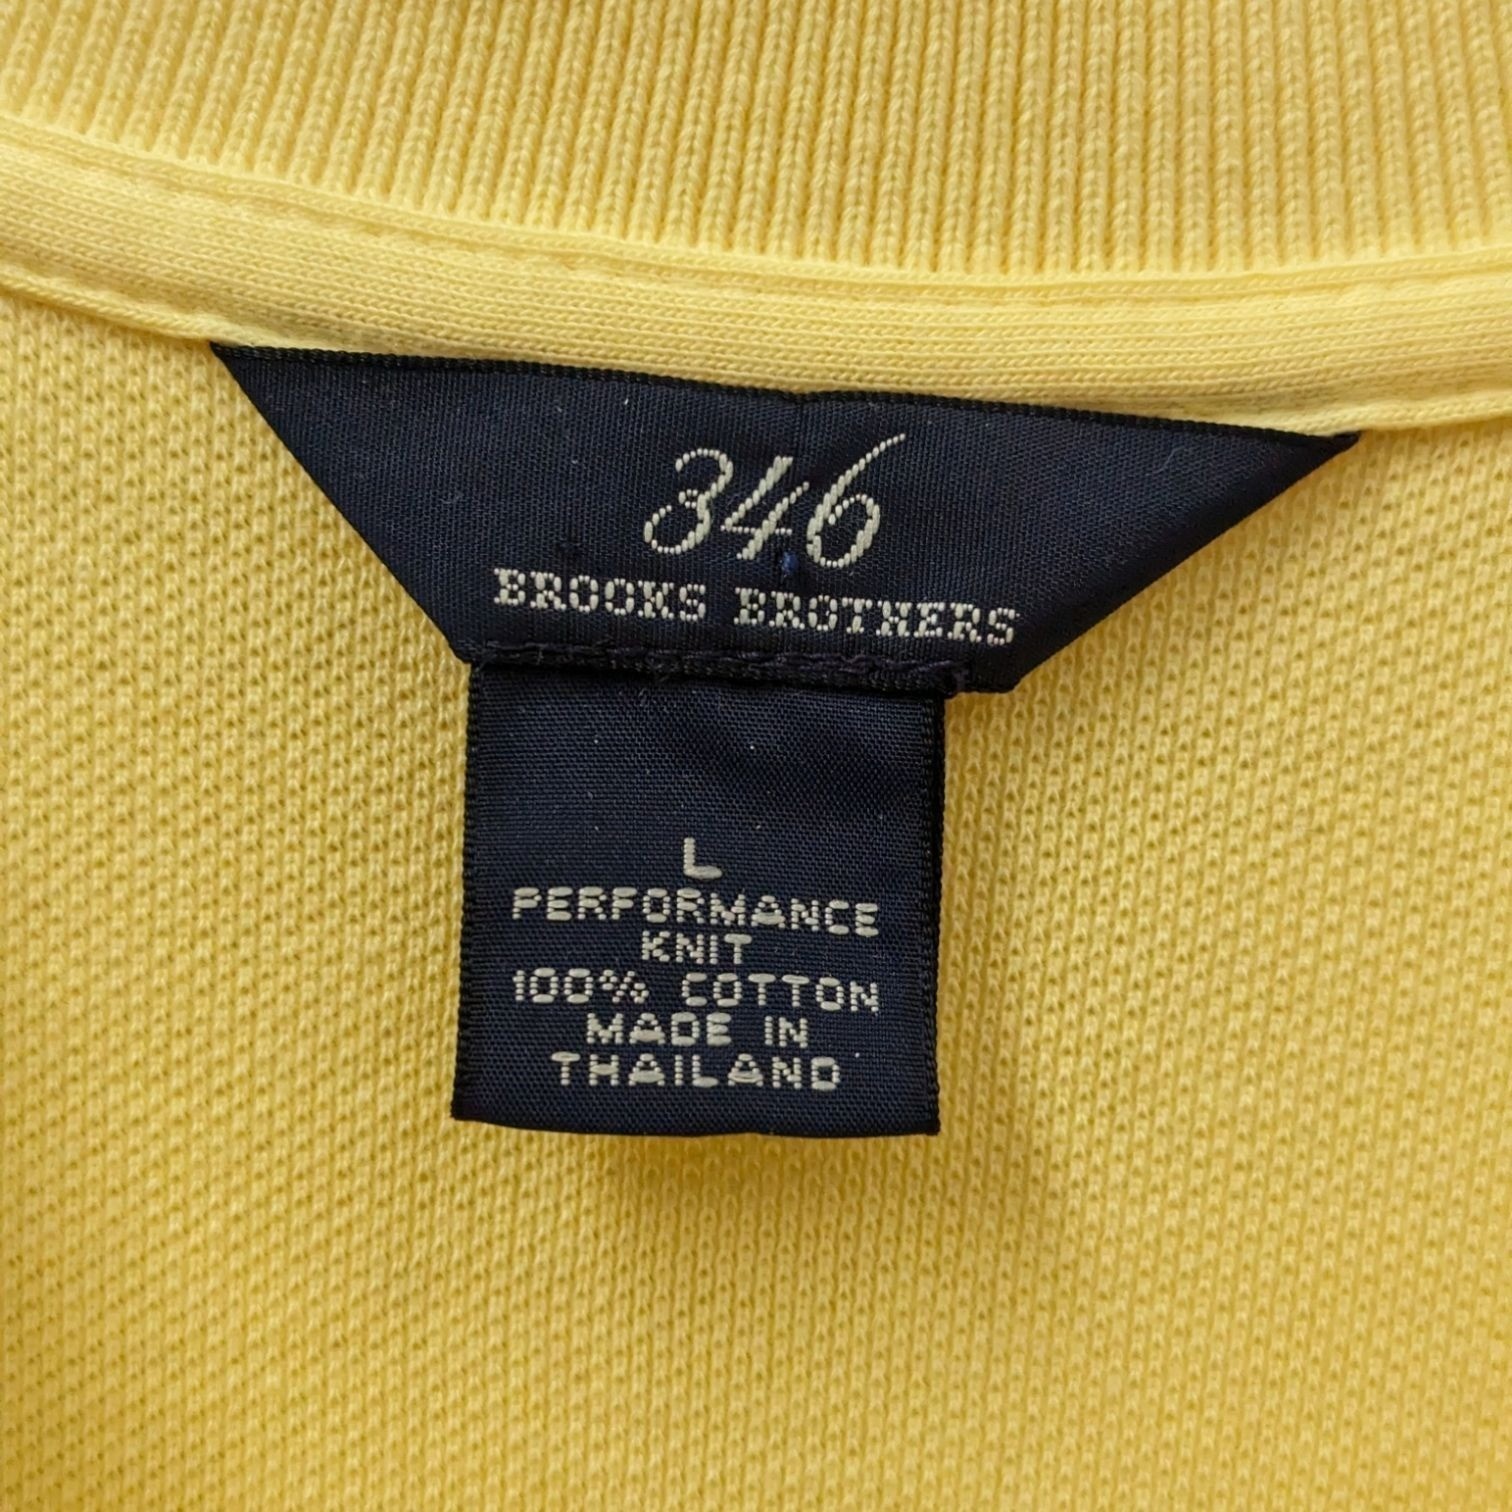 346
BROOKS BROTHERS
L
PERFORMANCE
KNIT
100% COTTON
MADE IN
THAILAND